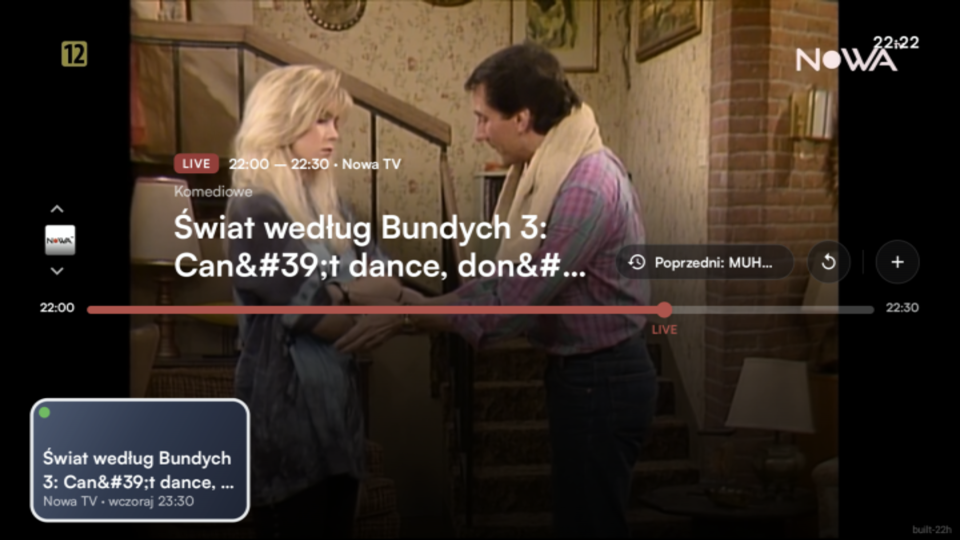 12
22:22
NOWA
LIVE 22:00 — 22:30 • Nowa TV
Komediowe
Świat według Bundych 3:
Can&#39;t dance, don&#...
NOWA
Poprzedni: MUH...
22:00
22:30
LIVE
Świat według Bundych
3: Can&#39;t dance, ...
Nowa TV • wczoraj 23:30
built-22h